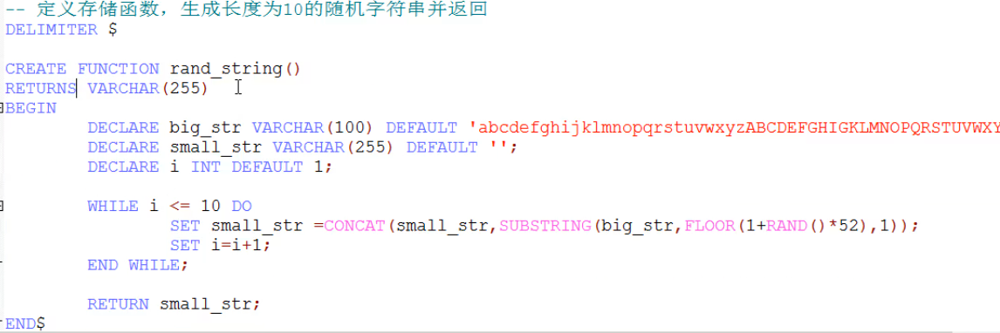 -- 定义存储函数，生成长度为10的随机字符串并返回
DELIMITER $
CREATE FUNCTION rand_string()
RETURNS VARCHAR(255)
BEGIN
DECLARE big_str VARCHAR(100) DEFAULT 'abcdefghijklmnopqrstuvwxyzABCDEFGHIGKLMNOPQRSTUVWXY
DECLARE small_str VARCHAR(255) DEFAULT '';
DECLARE i INT DEFAULT 1;
WHILE i <= 10 DO
SET small_str =CONCAT(small_str,SUBSTRING(big_str,FLOOR(1+RAND()*52),1));
SET i=i+1;
END WHILE;
RETURN small_str;
END$